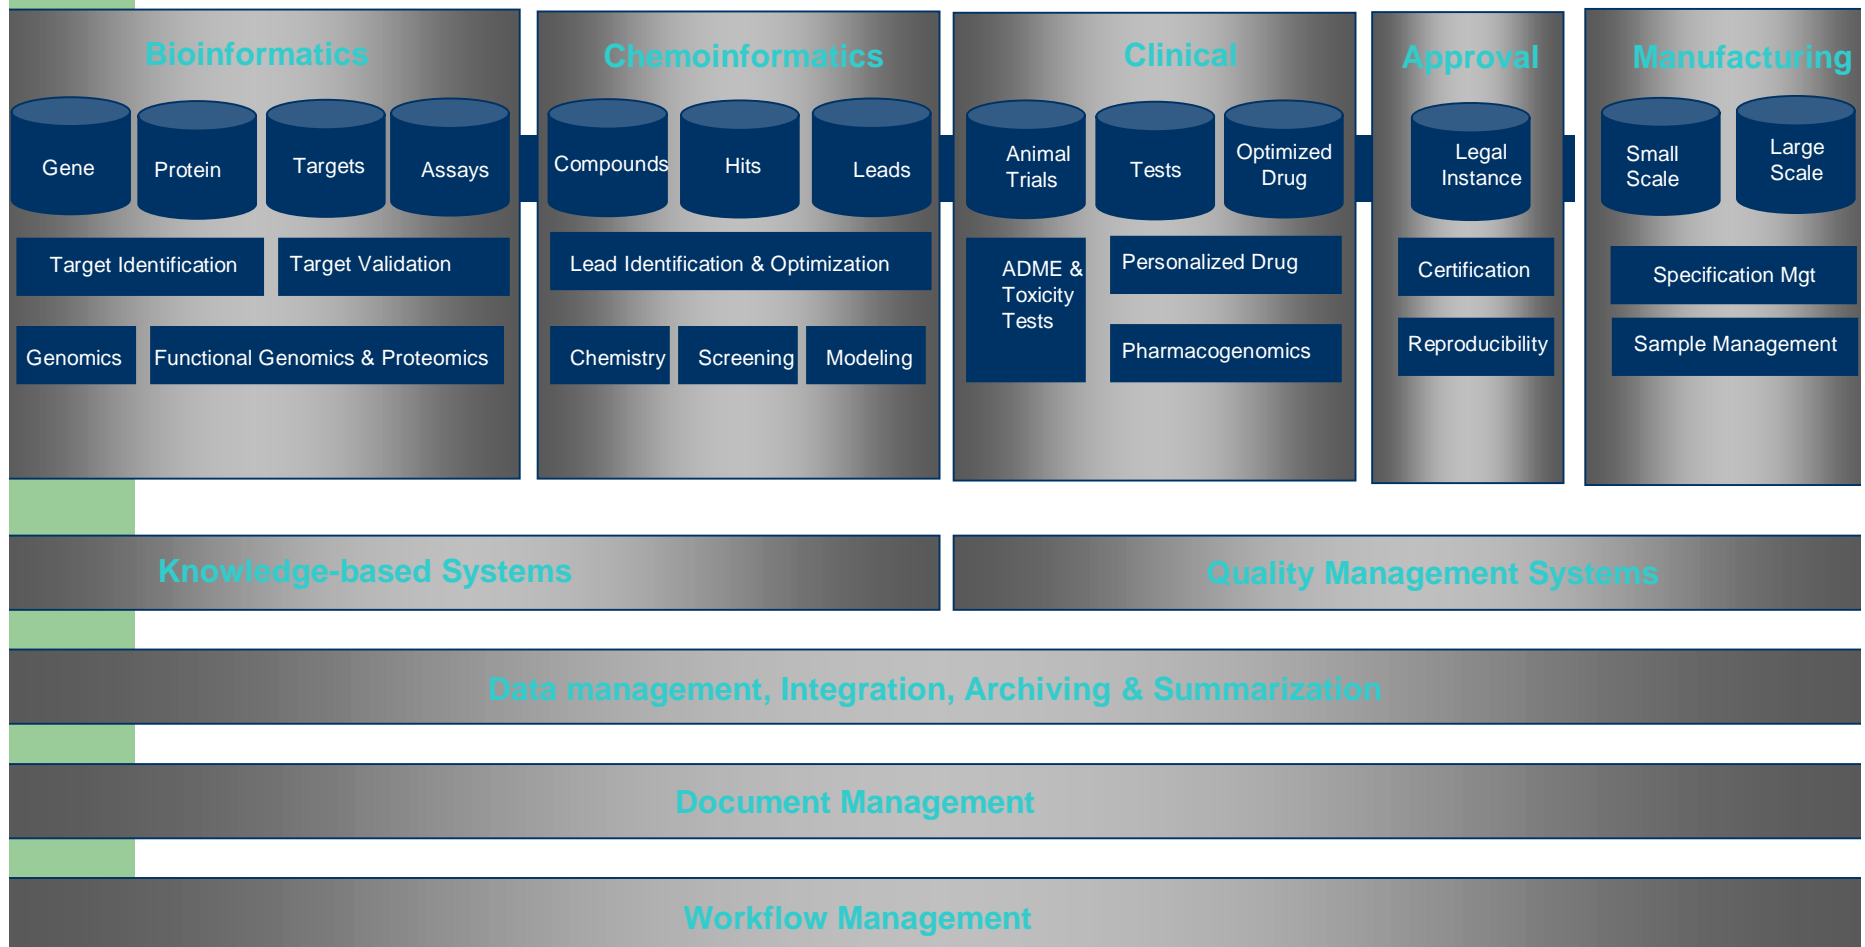 Bioinformatics
Gene
Protein
Targets
Assays
Target Identification
Target Validation
Genomics
Functional Genomics & Proteomics
Chemoinformatics
Compounds
Hits
Leads
Lead Identification & Optimization
Chemistry
Screening
Modeling
Clinical
Animal
Trials
Tests
Optimized
Drug
ADME &
Toxicity
Tests
Personalized Drug
Pharmacogenomics
Approval
Legal
Instance
Certification
Reproducibility
Manufacturing
Small
Scale
Large
Scale
Specification Mgt
Sample Management
Knowledge-based Systems
Quality Management Systems
Data management, Integration, Archiving & Summarization
Document Management
Workflow Management